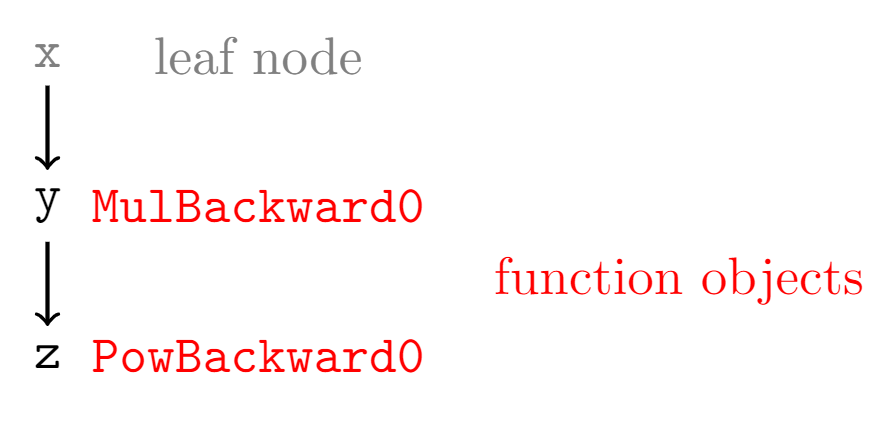 x leaf node
y MulBackward0
function objects
z PowBackward0